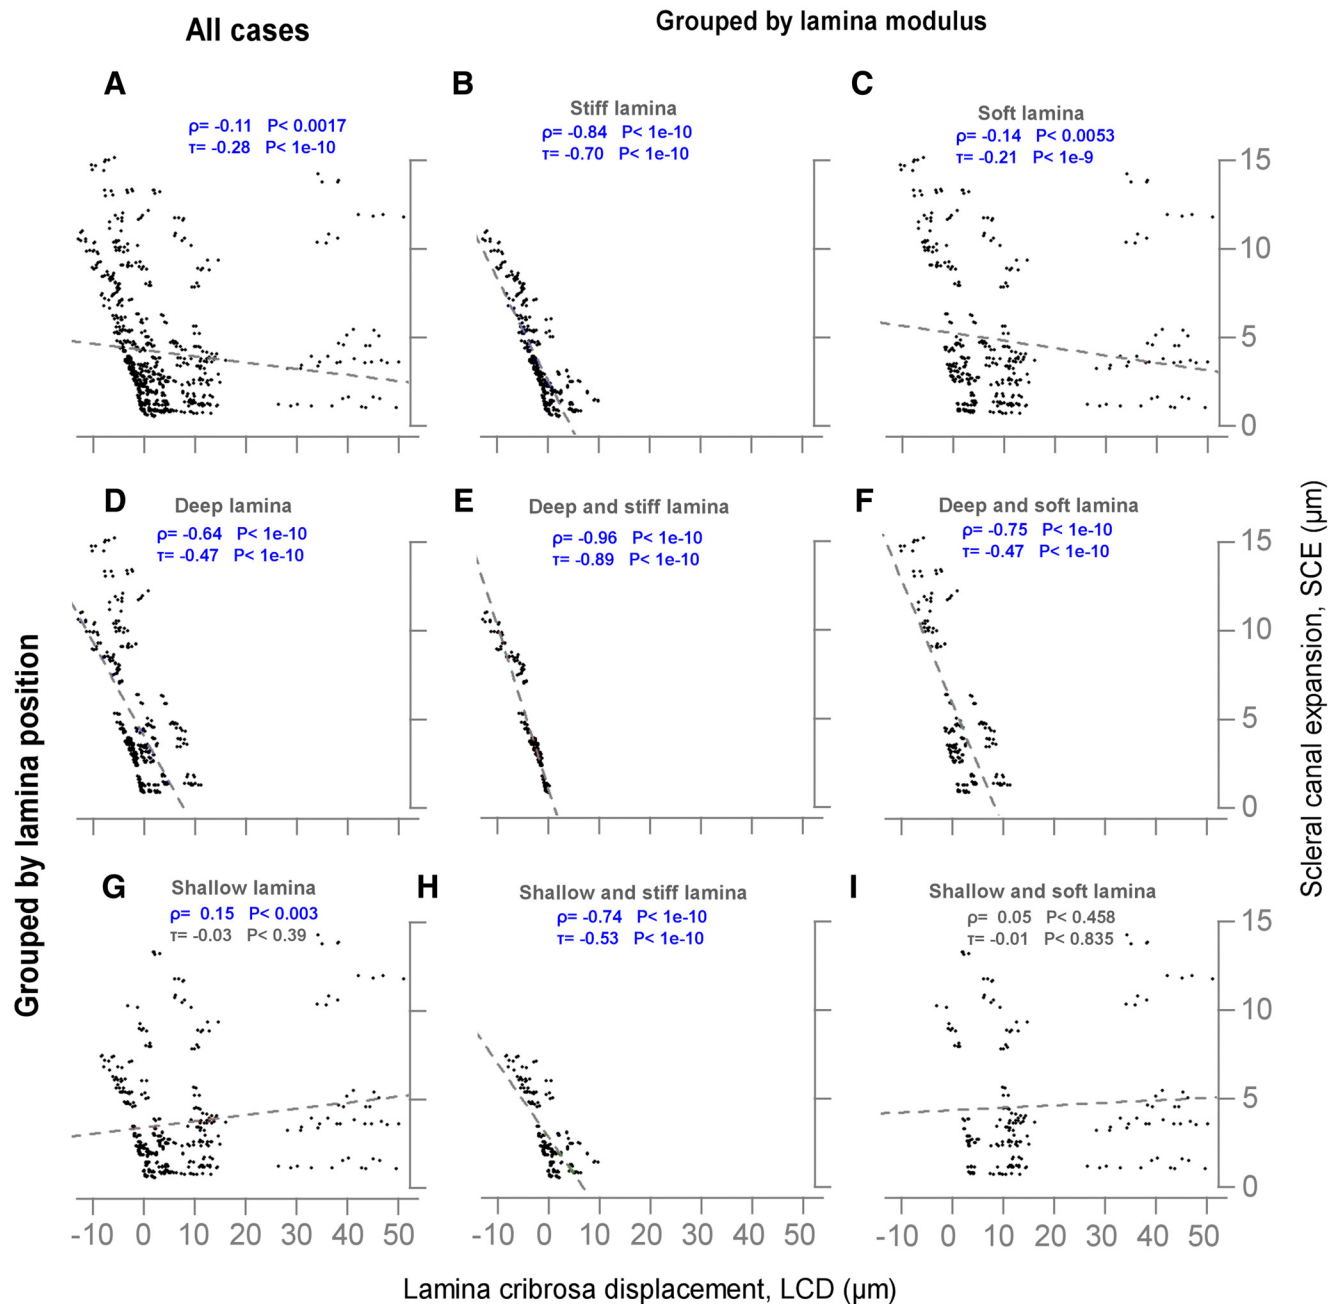 All cases
Grouped by lamina modulus
A
ρ= -0.11 P< 0.0017
τ= -0.28 P< 1e-10
B
Stiff lamina
ρ= -0.84 P< 1e-10
τ= -0.70 P< 1e-10
C
Soft lamina
ρ= -0.14 P< 0.0053
τ= -0.21 P< 1e-9
15
10
5
0
D
Deep lamina
ρ= -0.64 P< 1e-10
τ= -0.47 P< 1e-10
E
Deep and stiff lamina
ρ= -0.96 P< 1e-10
τ= -0.89 P< 1e-10
F
Deep and soft lamina
ρ= -0.75 P< 1e-10
τ= -0.47 P< 1e-10
15
10
5
0
G
Shallow lamina
ρ= 0.15 P< 0.003
τ= -0.03 P< 0.39
H
Shallow and stiff lamina
ρ= -0.74 P< 1e-10
τ= -0.53 P< 1e-10
I
Shallow and soft lamina
ρ= 0.05 P< 0.458
τ= -0.01 P< 0.835
15
10
5
0
Grouped by lamina position
Scleral canal expansion, SCE (µm)
-10 0 10 20 30 40 50
-10 0 10 20 30 40 50
-10 0 10 20 30 40 50
Lamina cribrosa displacement, LCD (µm)